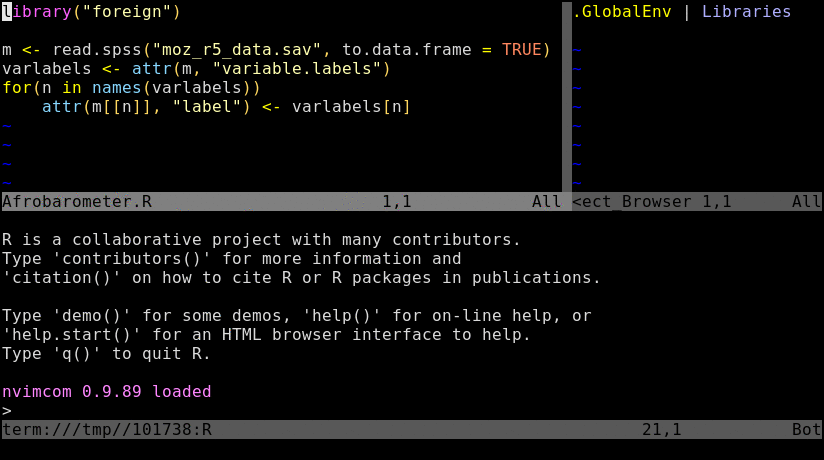 library("foreign")
m <- read.spss("moz_r5_data.sav", to.data.frame = TRUE)
varlabels <- attr(m, "variable.labels")
for(n in names(varlabels))
    attr(m[[n]], "label") <- varlabels[n]
~
~
~
~
Afrobarometer.R 1,1 All
.GlobalEnv | Libraries
~
~
~
~
~
~
~
~
<ect_Browser 1,1 All
R is a collaborative project with many contributors.
Type 'contributors()' for more information and
'citation()' on how to cite R or R packages in publications.
Type 'demo()' for some demos, 'help()' for on-line help, or
'help.start()' for an HTML browser interface to help.
Type 'q()' to quit R.
nvimcom 0.9.89 loaded
>
term:///tmp//101738:R 21,1 Bot